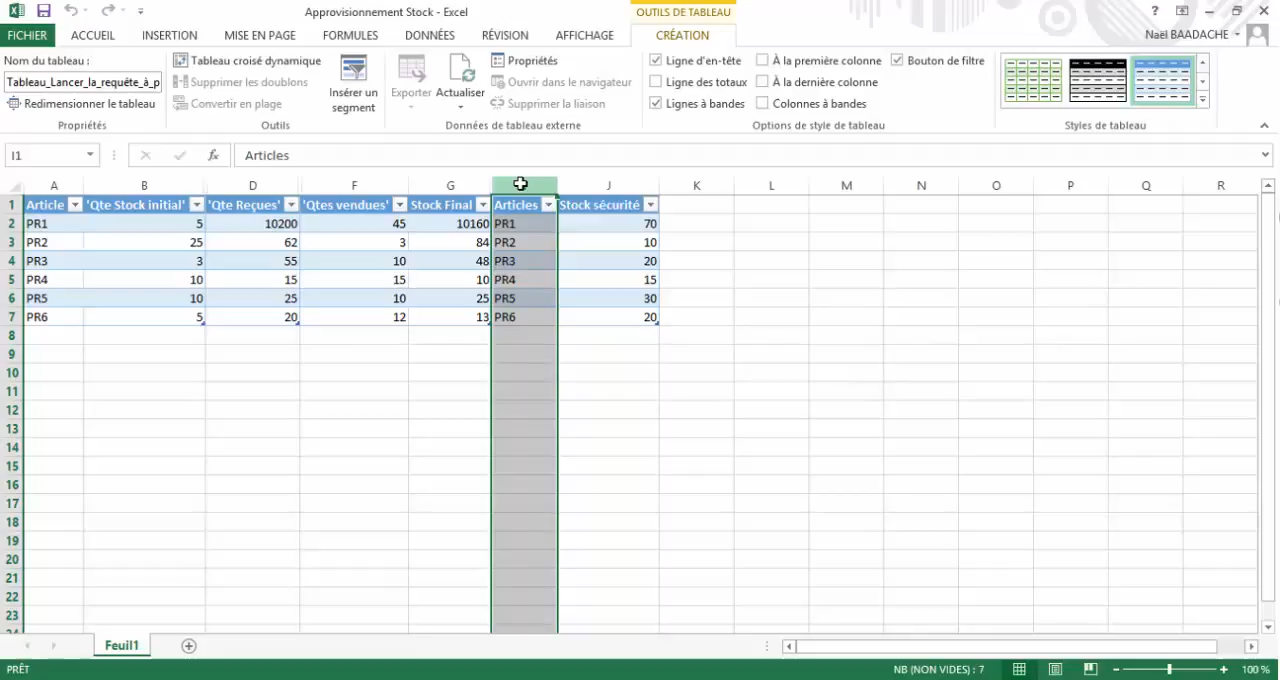 Approvisionnement Stock - Excel
OUTILS DE TABLEAU
?
FICHIER ACCUEIL INSERTION MISE EN PAGE FORMULES DONNÉES RÉVISION AFFICHAGE CRÉATION Nael BAADACHE
Nom du tableau :
Tableau_Lancer_la_requête_à_p
Redimensionner le tableau
Propriétés
Tableau croisé dynamique
Supprimer les doublons
Convertir en plage
Insérer un
segment
Outils
Exporter Actualiser
Propriétés
Ouvrir dans le navigateur
Supprimer la liaison
Données de tableau externe
Ligne d'en-tête À la première colonne Bouton de filtre
Ligne des totaux À la dernière colonne
Lignes à bandes Colonnes à bandes
Options de style de tableau
Styles de tableau
I1 fx Articles
A B D F G J K L M N O P Q R
1 Article 'Qte Stock initial' 'Qte Reçues' 'Qtes vendues' Stock Final Articles Stock sécurité
2 PR1 5 10200 45 10160 PR1 70
3 PR2 25 62 3 84 PR2 10
4 PR3 3 55 10 48 PR3 20
5 PR4 10 15 15 10 PR4 15
6 PR5 10 25 10 25 PR5 30
7 PR6 5 20 12 13 PR6 20
8
9
10
11
12
13
14
15
16
17
18
19
20
21
22
23
Feuil1
PRÊT NB (NON VIDES) : 7 100 %